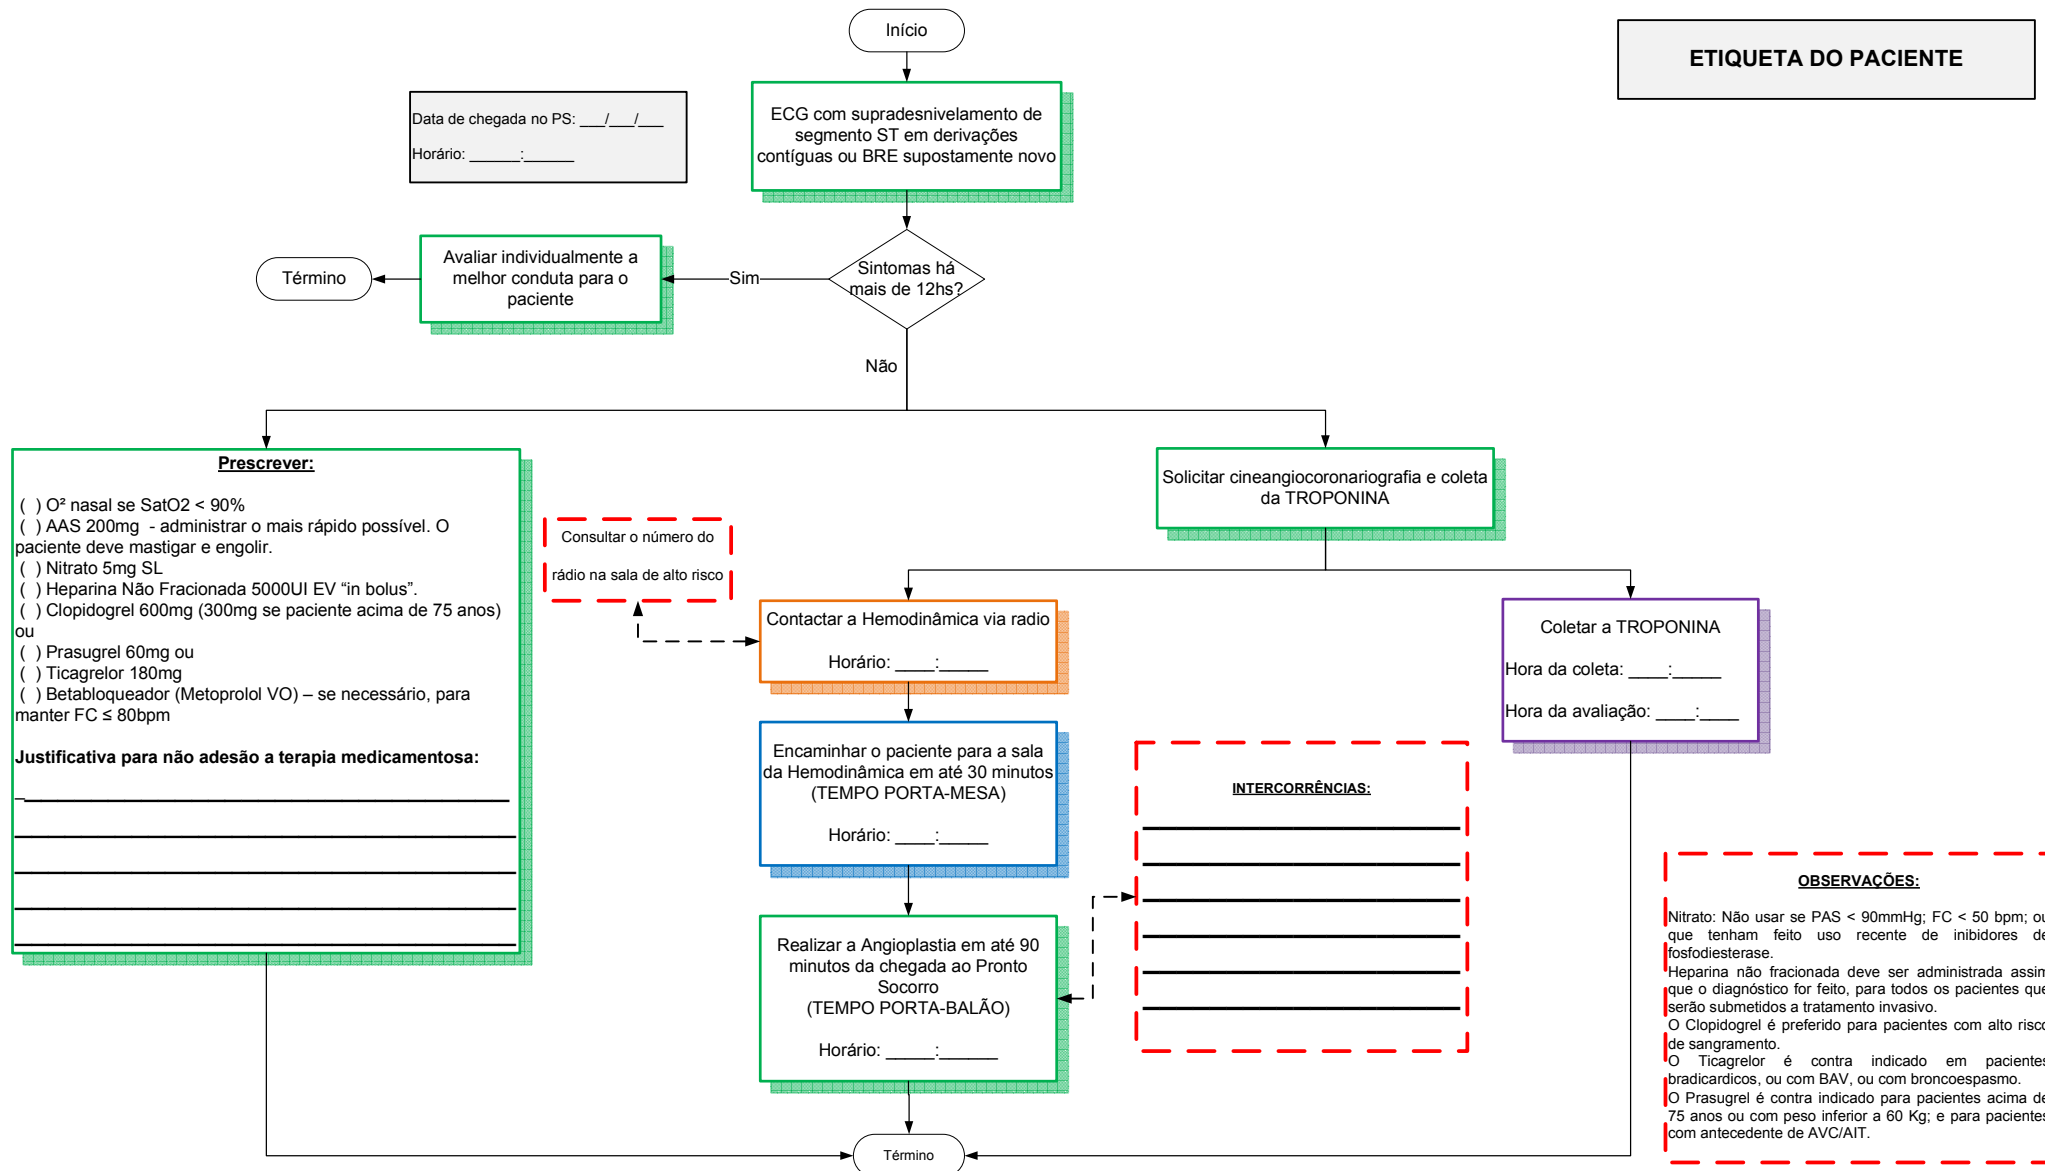 Início
ETIQUETA DO PACIENTE
Data de chegada no PS: ___/___/___
Horário: ______:______
ECG com supradesnivelamento de
segmento ST em derivações
contíguas ou BRE supostamente novo
Término
Avaliar individualmente a
melhor conduta para o
paciente
Sim
Sintomas há
mais de 12hs?
Não
Prescrever:
( ) O² nasal se SatO2 < 90%
( ) AAS 200mg - administrar o mais rápido possível. O
paciente deve mastigar e engolir.
( ) Nitrato 5mg SL
( ) Heparina Não Fracionada 5000UI EV “in bolus”.
( ) Clopidogrel 600mg (300mg se paciente acima de 75 anos)
ou
( ) Prasugrel 60mg ou
( ) Ticagrelor 180mg
( ) Betabloqueador (Metoprolol VO) – se necessário, para
manter FC ≤ 80bpm
Justificativa para não adesão a terapia medicamentosa:
Consultar o número do
rádio na sala de alto risco
Solicitar cineangiocoronariografia e coleta
da TROPONINA
Contactar a Hemodinâmica via radio
Horário: ____:_____
Coletar a TROPONINA
Hora da coleta: ____:_____
Hora da avaliação: ____:____
Encaminhar o paciente para a sala
da Hemodinâmica em até 30 minutos
(TEMPO PORTA-MESA)
Horário: ____:_____
INTERCORRÊNCIAS:
Realizar a Angioplastia em até 90
minutos da chegada ao Pronto
Socorro
(TEMPO PORTA-BALÃO)
Horário: _____:______
OBSERVAÇÕES:
Nitrato: Não usar se PAS < 90mmHg; FC < 50 bpm; ou
que tenham feito uso recente de inibidores de
fosfodiesterase.
Heparina não fracionada deve ser administrada assim
que o diagnóstico for feito, para todos os pacientes que
serão submetidos a tratamento invasivo.
O Clopidogrel é preferido para pacientes com alto risco
de sangramento.
O Ticagrelor é contra indicado em pacientes
bradicardicos, ou com BAV, ou com broncoespasmo.
O Prasugrel é contra indicado para pacientes acima de
75 anos ou com peso inferior a 60 Kg; e para pacientes
com antecedente de AVC/AIT.
Término